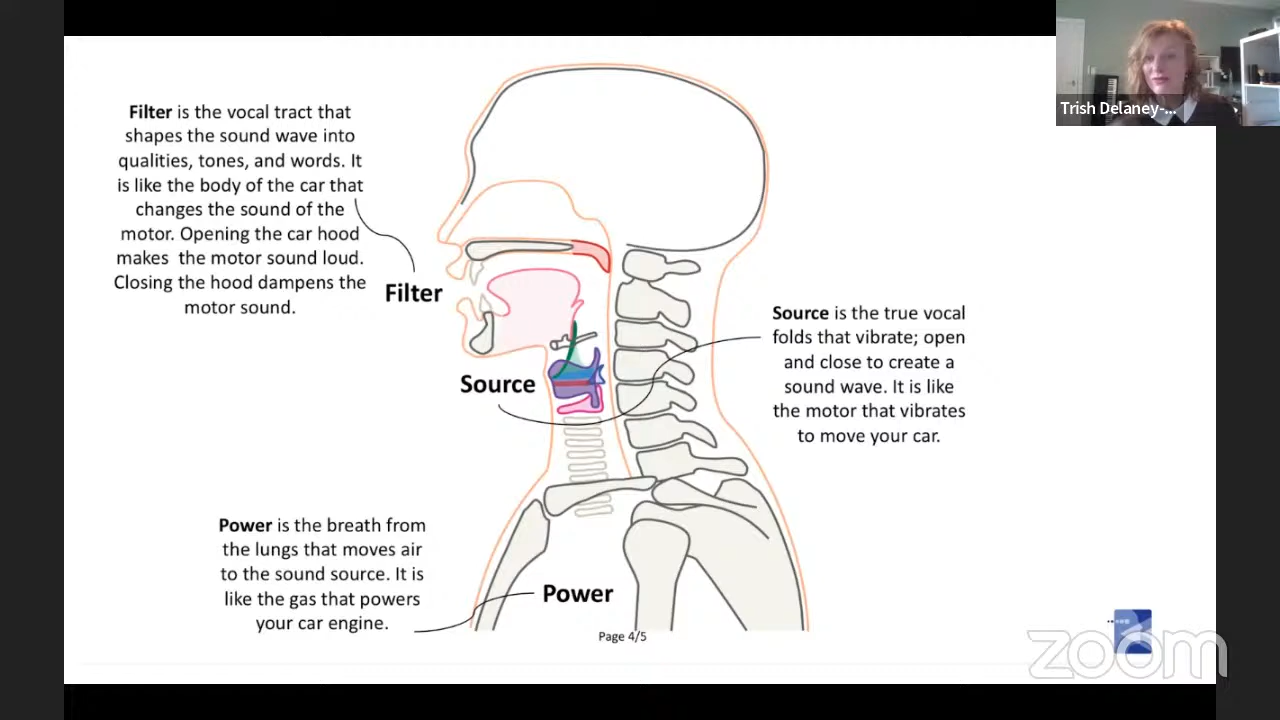 Trish Delaney-...
Filter is the vocal tract that
shapes the sound wave into
qualities, tones, and words. It
is like the body of the car that
changes the sound of the
motor. Opening the car hood
makes the motor sound loud.
Closing the hood dampens the
motor sound.
Filter
Source is the true vocal
folds that vibrate; open
and close to create a
sound wave. It is like
the motor that vibrates
to move your car.
Source
Power is the breath from
the lungs that moves air
to the sound source. It is
like the gas that powers
your car engine.
Power
Page 4/5
zoom